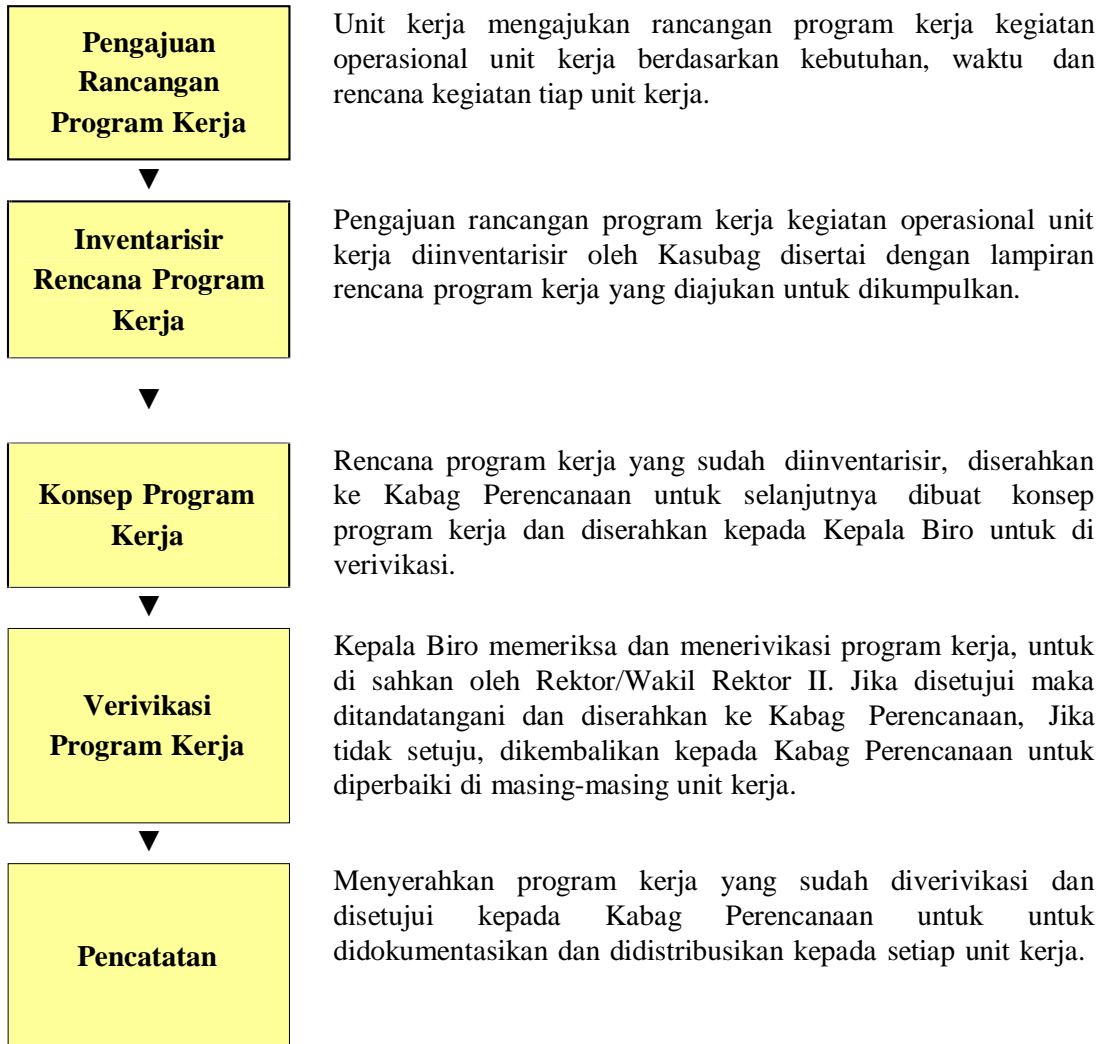 Pengajuan
Rancangan
Program Kerja
Unit kerja mengajukan rancangan program kerja kegiatan
operasional unit kerja berdasarkan kebutuhan, waktu dan
rencana kegiatan tiap unit kerja.
Inventarisir
Rencana Program
Kerja
Pengajuan rancangan program kerja kegiatan operasional unit
kerja diinventarisir oleh Kasubag disertai dengan lampiran
rencana program kerja yang diajukan untuk dikumpulkan.
Konsep Program
Kerja
Rencana program kerja yang sudah diinventarisir, diserahkan
ke Kabag Perencanaan untuk selanjutnya dibuat konsep
program kerja dan diserahkan kepada Kepala Biro untuk di
verivikasi.
Verivikasi
Program Kerja
Kepala Biro memeriksa dan menerivikasi program kerja, untuk
di sahkan oleh Rektor/Wakil Rektor II. Jika disetujui maka
ditandatangani dan diserahkan ke Kabag Perencanaan, Jika
tidak setuju, dikembalikan kepada Kabag Perencanaan untuk
diperbaiki di masing-masing unit kerja.
Pencatatan
Menyerahkan program kerja yang sudah diverivikasi dan
disetujui kepada Kabag Perencanaan untuk untuk
didokumentasikan dan didistribusikan kepada setiap unit kerja.